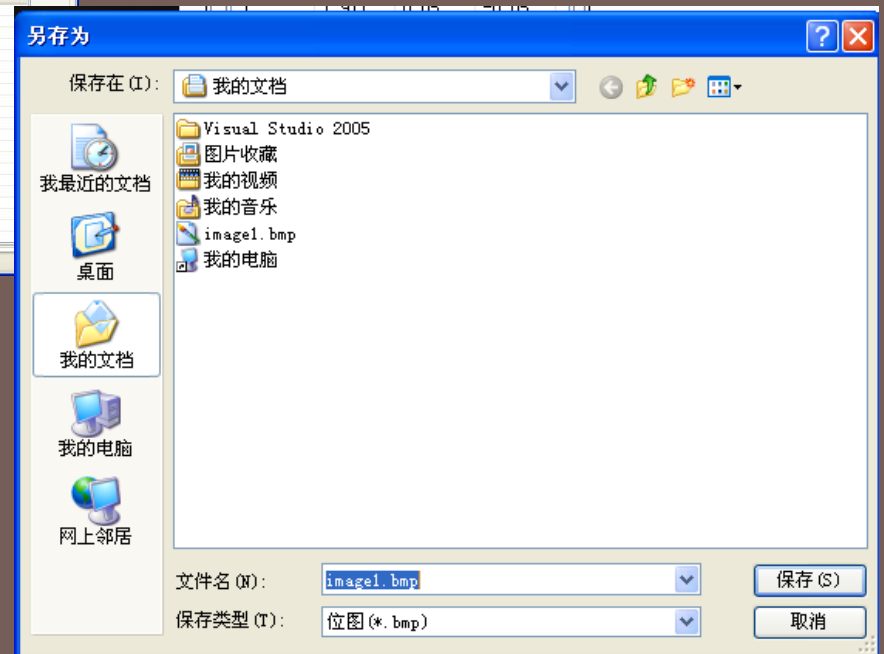 另存为
保存在(I):
我的文档
我最近的文档
桌面
我的文档
我的电脑
网上邻居
Visual Studio 2005
图片收藏
我的视频
我的音乐
image1.bmp
我的电脑
文件名(N):
image1.bmp
保存(S)
保存类型(T):
位图(*.bmp)
取消